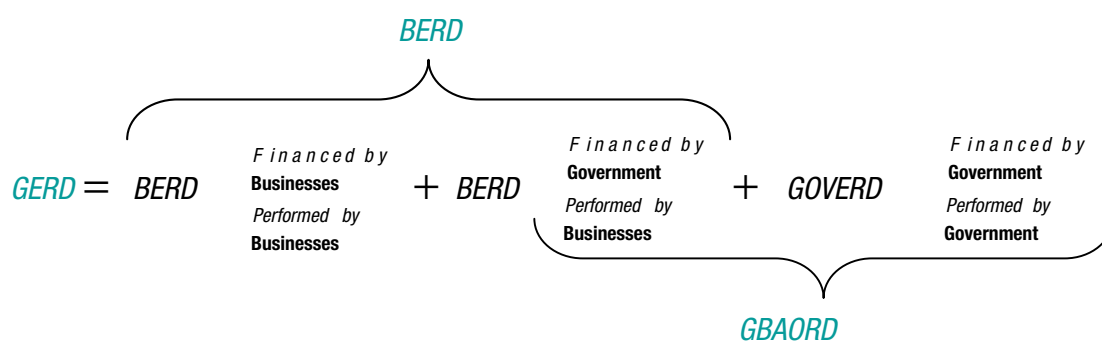 BERD
GERD = BERD Financed by Businesses Performed by Businesses + BERD Financed by Government Performed by Businesses + GOVERD Financed by Government Performed by Government
GBAORD